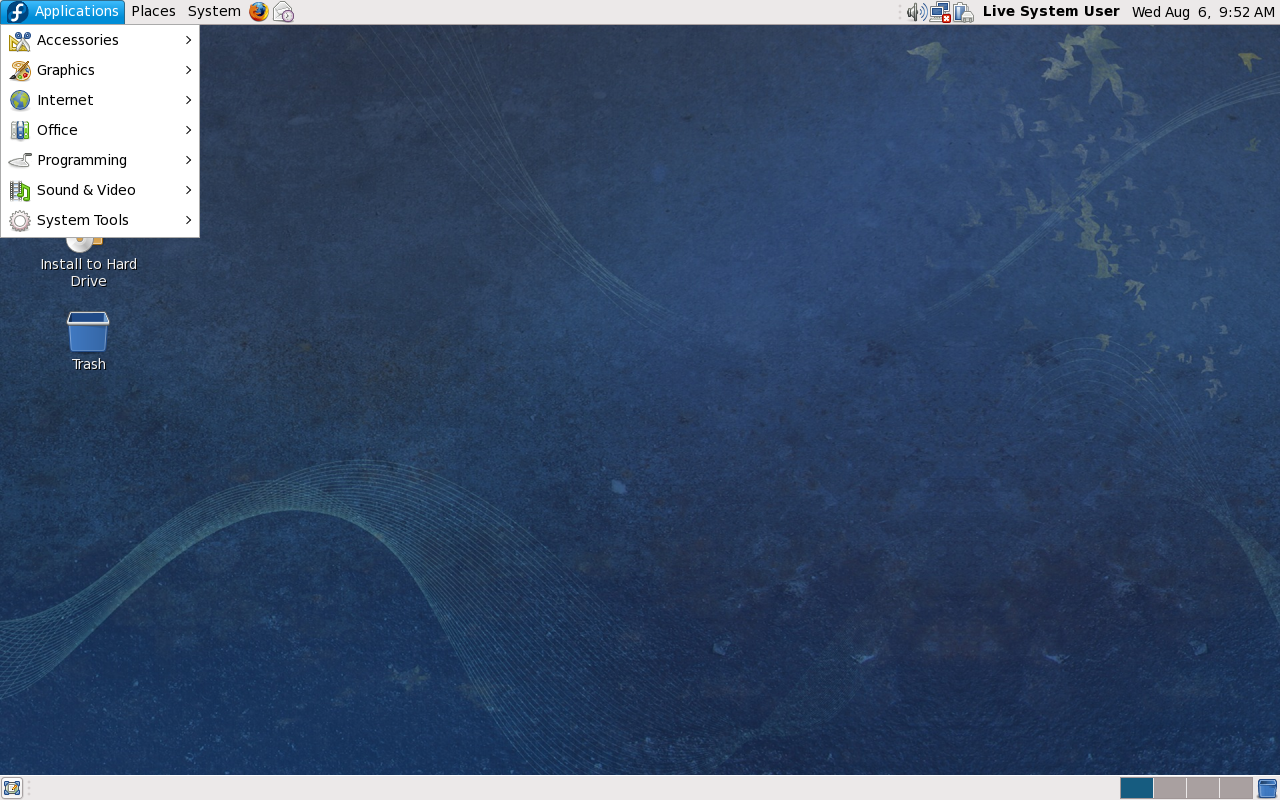 Applications Places System Live System User Wed Aug  6,  9:52 AM
Accessories
Graphics
Internet
Office
Programming
Sound & Video
System Tools
Install to Hard
Drive
Trash